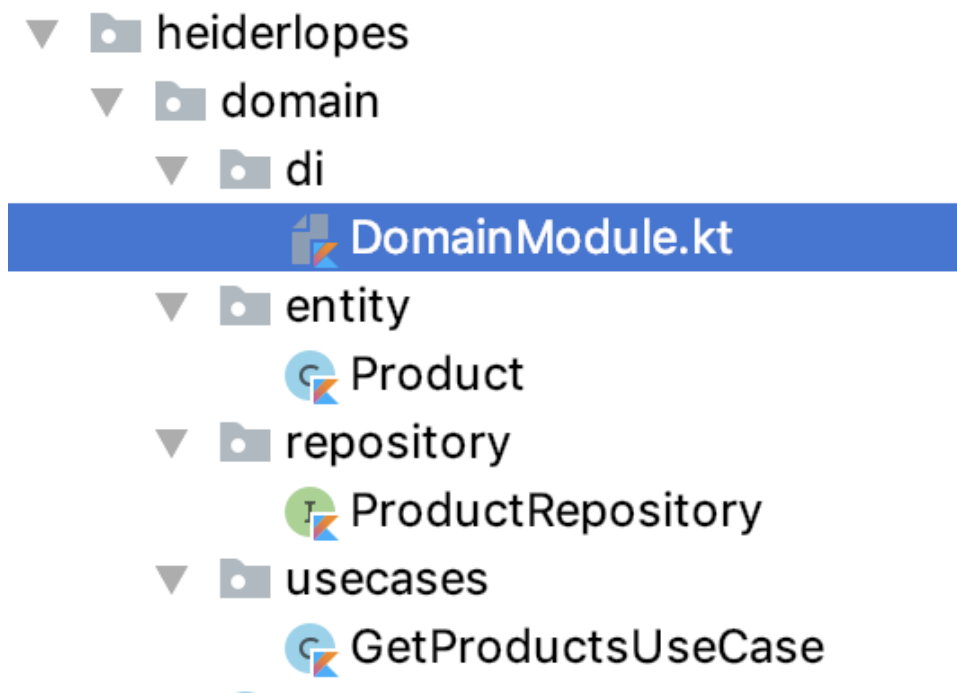 heiderlopes
domain
di
DomainModule.kt
entity
Product
repository
ProductRepository
usecases
GetProductsUseCase